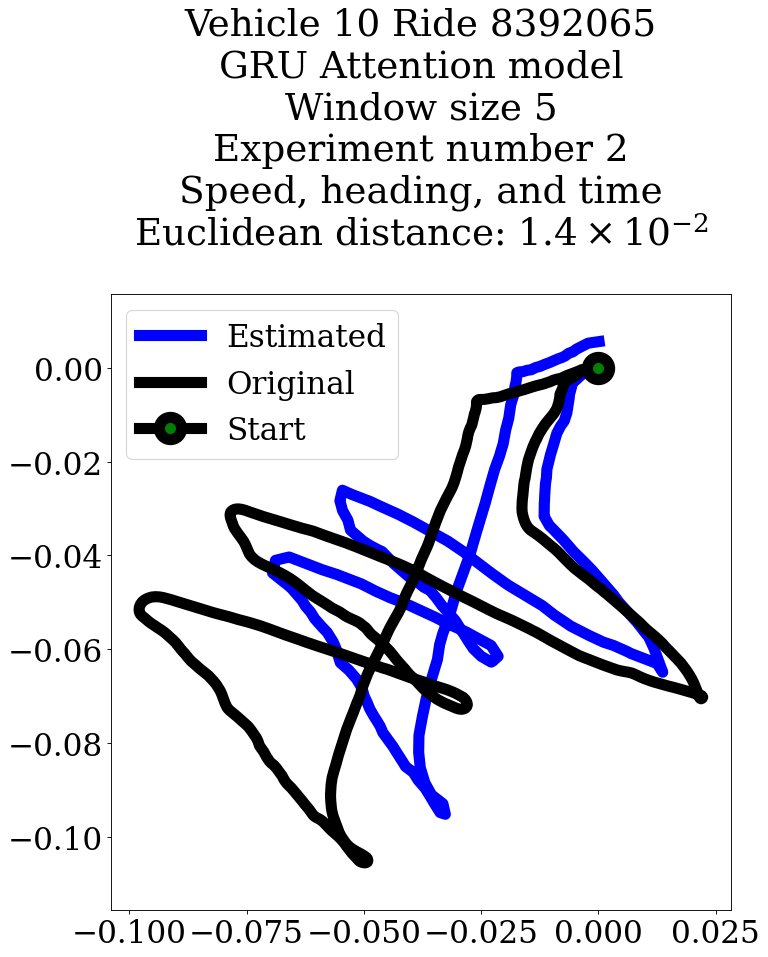 Vehicle 10 Ride 8392065
GRU Attention model
Window size 5
Experiment number 2
Speed, heading, and time
Euclidean distance: 1.4 × 10⁻²
Estimated
Original
Start
0.00
−0.02
−0.04
−0.06
−0.08
−0.10
−0.100 −0.075 −0.050 −0.025 0.000 0.025